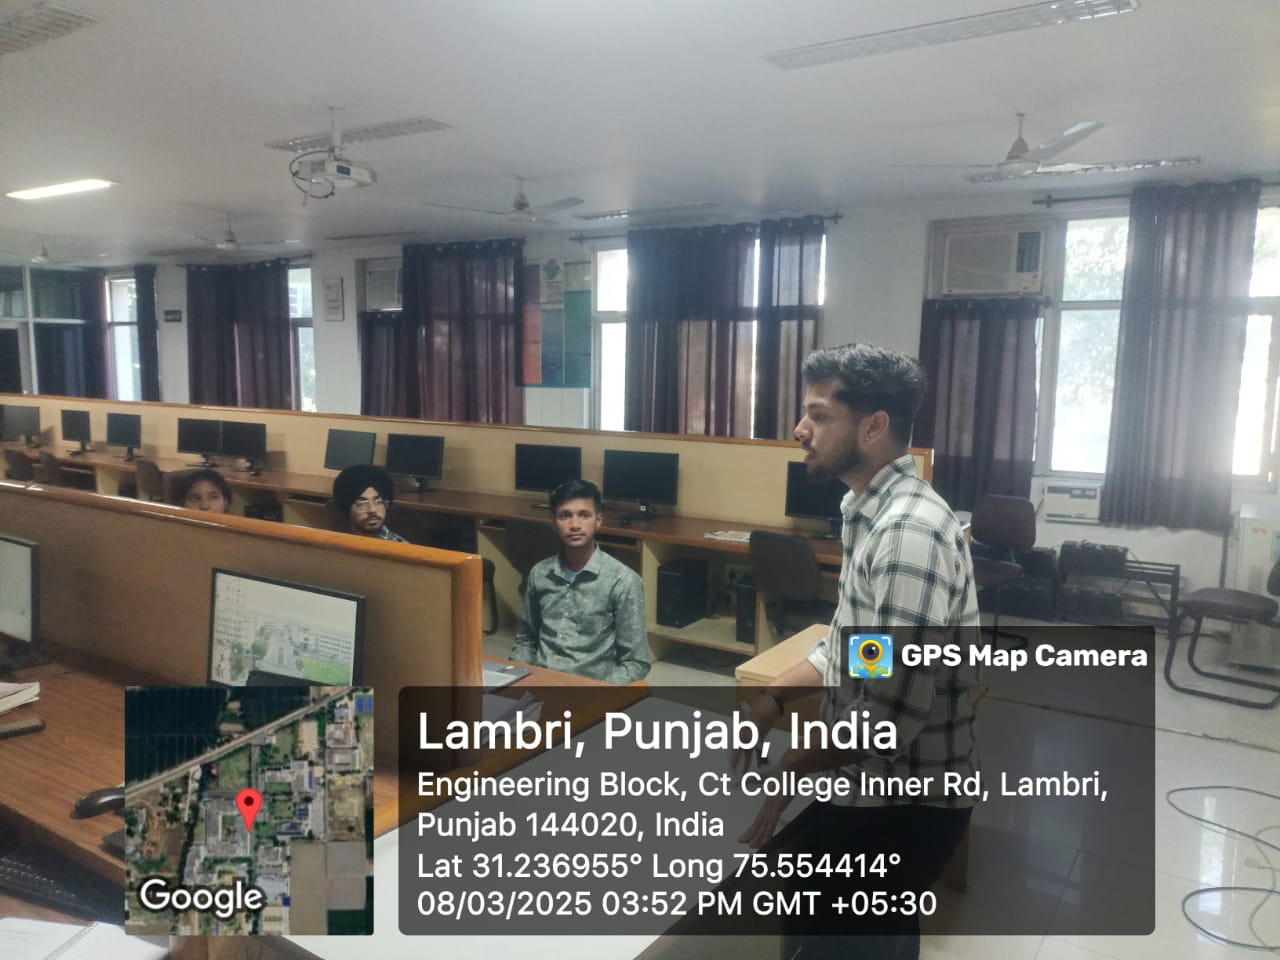 GPS Map Camera
Lambri, Punjab, India
Engineering Block, Ct College Inner Rd, Lambri,
Punjab 144020, India
Lat 31.236955° Long 75.554414°
08/03/2025 03:52 PM GMT +05:30
Google